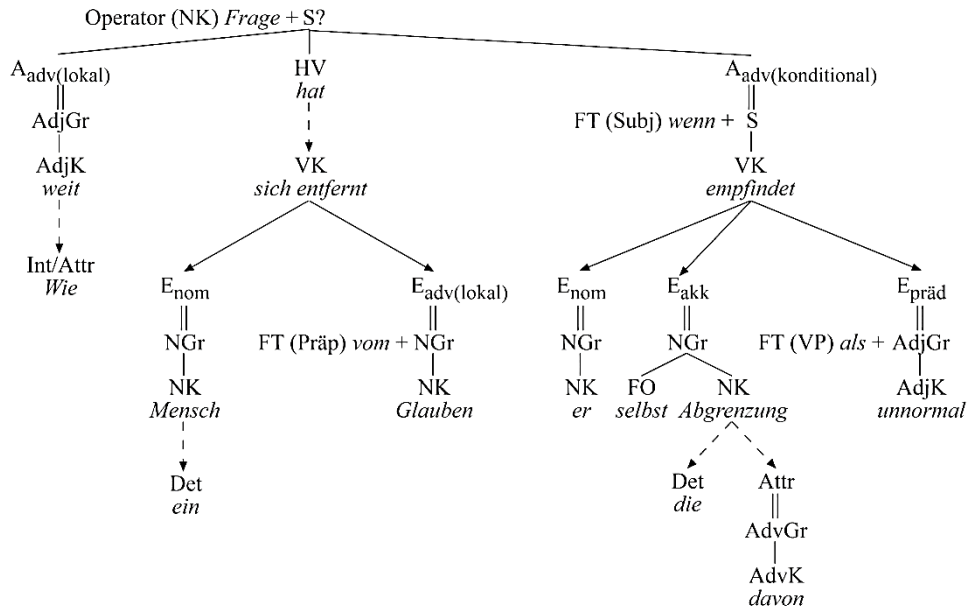 Operator (NK) Frage + S?
A adv(lokal) HV A adv(konditional)
hat
AdjGr FT (Subj) wenn + S
AdjK VK VK
weit sich entfernt empfindet
Int/Attr
Wie
E nom E adv(lokal) E nom E akk E präd
NGr FT (Präp) vom + NGr NGr NGr FT (VP) als + AdjGr
NK NK NK FO NK AdjK
Mensch Glauben er selbst Abgrenzung unnormal
Det Det Attr
ein die
AdvGr
AdvK
davon